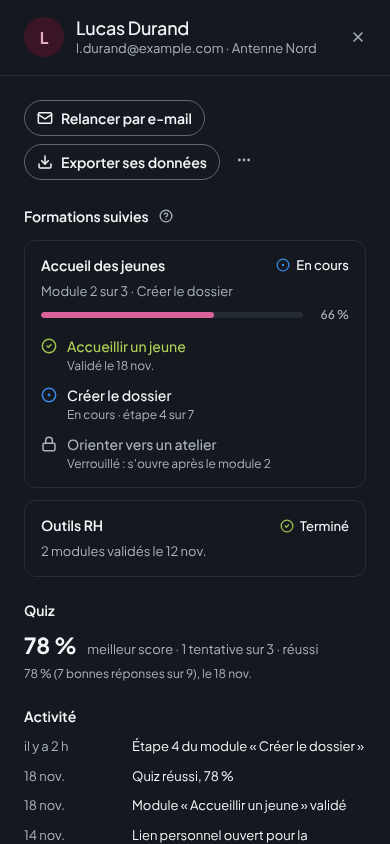 L
Lucas Durand
l.durand@example.com · Antenne Nord
Relancer par e-mail
Exporter ses données
Formations suivies
Accueil des jeunes
En cours
Module 2 sur 3 · Créer le dossier
66 %
Accueillir un jeune
Validé le 18 nov.
Créer le dossier
En cours · étape 4 sur 7
Orienter vers un atelier
Verrouillé : s'ouvre après le module 2
Outils RH
Terminé
2 modules validés le 12 nov.
Quiz
78 % meilleur score · 1 tentative sur 3 · réussi
78 % (7 bonnes réponses sur 9), le 18 nov.
Activité
il y a 2 h Étape 4 du module « Créer le dossier »
18 nov. Quiz réussi, 78 %
18 nov. Module « Accueillir un jeune » validé
14 nov. Lien personnel ouvert pour la